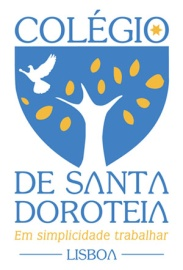 COLÉGIO
DE SANTA
DOROTEIA
Em simplicidade trabalhar
LISBOA